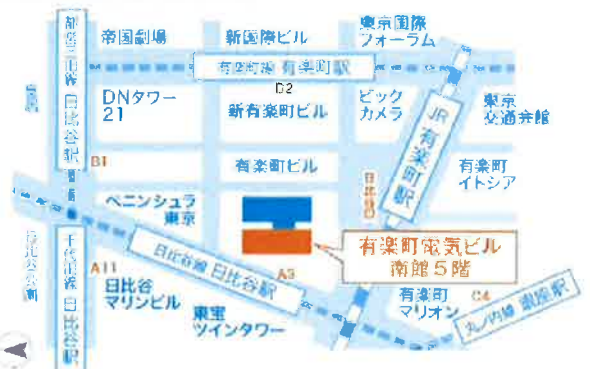 帝国劇場
新国際ビル
東京国際
フォーラム
都営三田線 日比谷駅
有楽町線 有楽町駅
D2
DNタワー
21
新有楽町ビル
ビック
カメラ
JR 有楽町駅
東京
交通会館
B1
有楽町ビル
日比谷口
有楽町
イトシア
ペニンシュラ
東京
日比谷線 日比谷駅
有楽町電気ビル
南館5階
A3
A11
千代田線 日比谷駅
日比谷
マリンビル
東宝
ツインタワー
有楽町
マリオン
C4
丸ノ内線 銀座駅